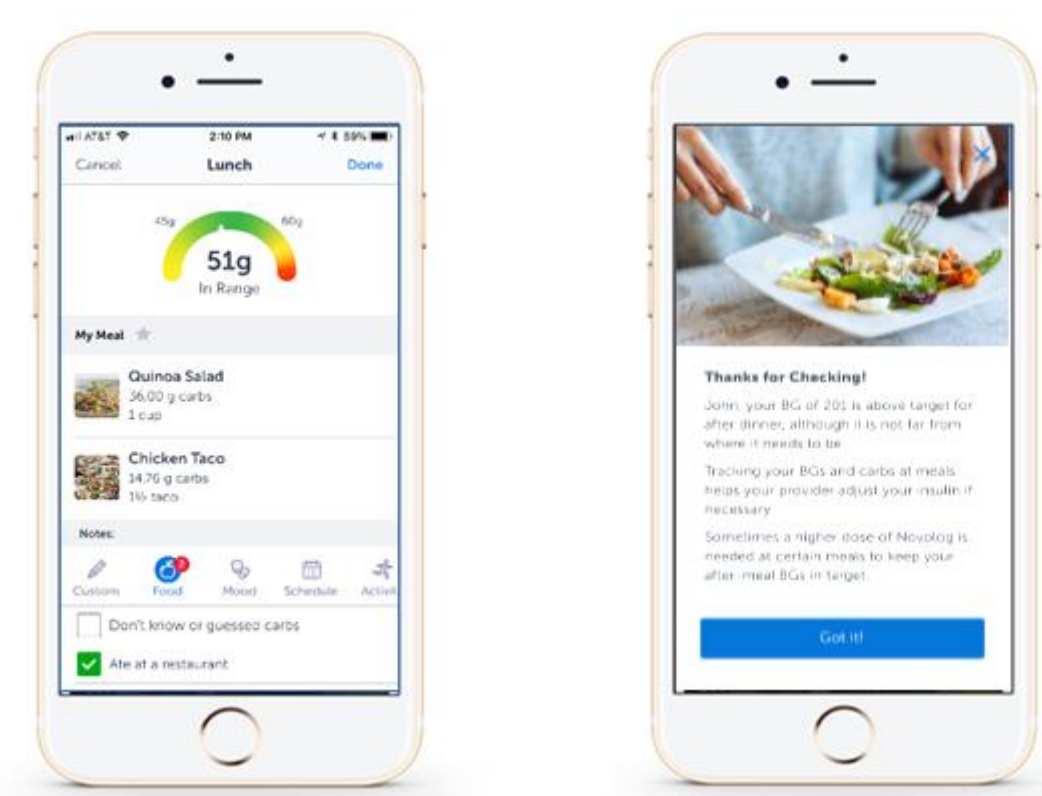 AT&T
2:10 PM
59%
Cancel
Lunch
Done
45g
60g
51g
In Range
My Meal
Quinoa Salad
36.00 g carbs
1 cup
Chicken Taco
14.76 g carbs
taco
Notes:
2
Custom
Food
Mood
Schedule
Activi
Don't know or guessed carbs
Ate at a restaurant
Thanks for Checking!
John, your BG of 201 is above target for
after dinner, although it is not far from
where it needs to be
Tracking your BGs and carbs at meals
helps your provider adjust your insulin if
necessary
Sometimes a higher dose of Novolog is
needed at certain meals to keep your
after-meal BGs in target
Got it!